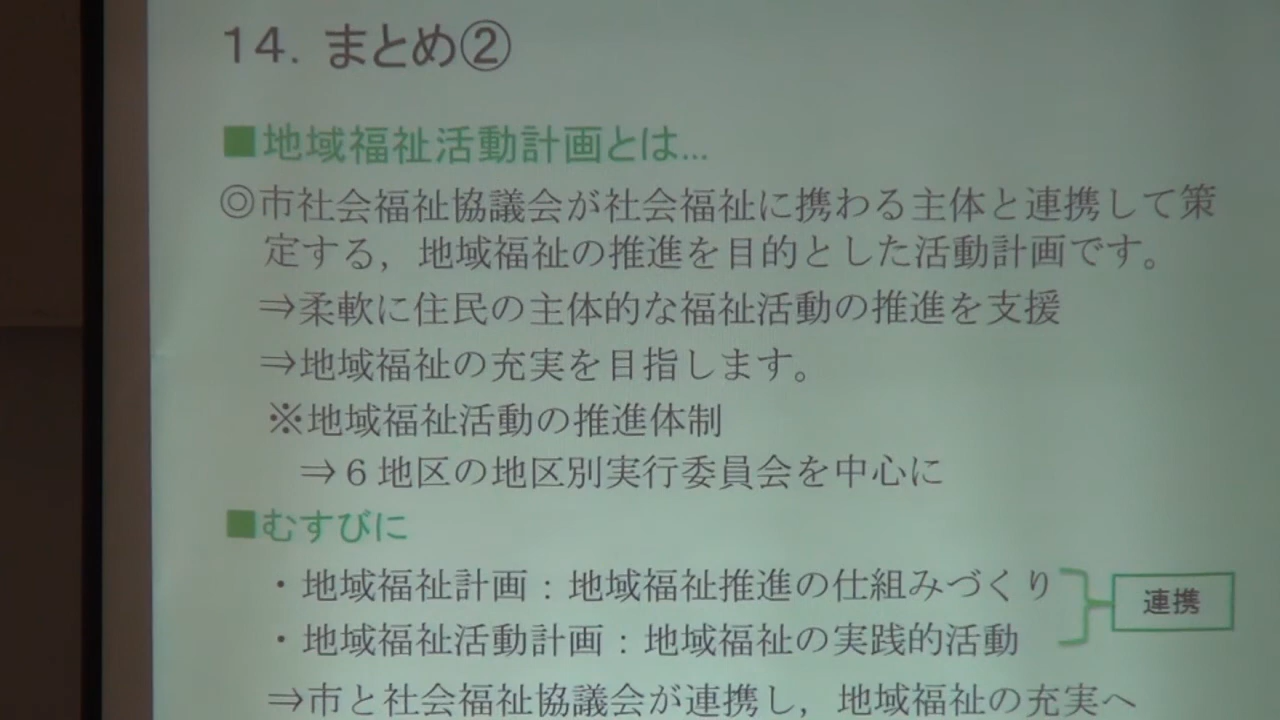 14. まとめ②
■地域福祉活動計画とは...
◎市社会福祉協議会が社会福祉に携わる主体と連携して策
定する，地域福祉の推進を目的とした活動計画です。
⇒柔軟に住民の主体的な福祉活動の推進を支援
⇒地域福祉の充実を目指します。
※地域福祉活動の推進体制
⇒６地区の地区別実行委員会を中心に
■むすびに
・地域福祉計画：地域福祉推進の仕組みづくり
・地域福祉活動計画：地域福祉の実践的活動
連携
⇒市と社会福祉協議会が連携し，地域福祉の充実へ